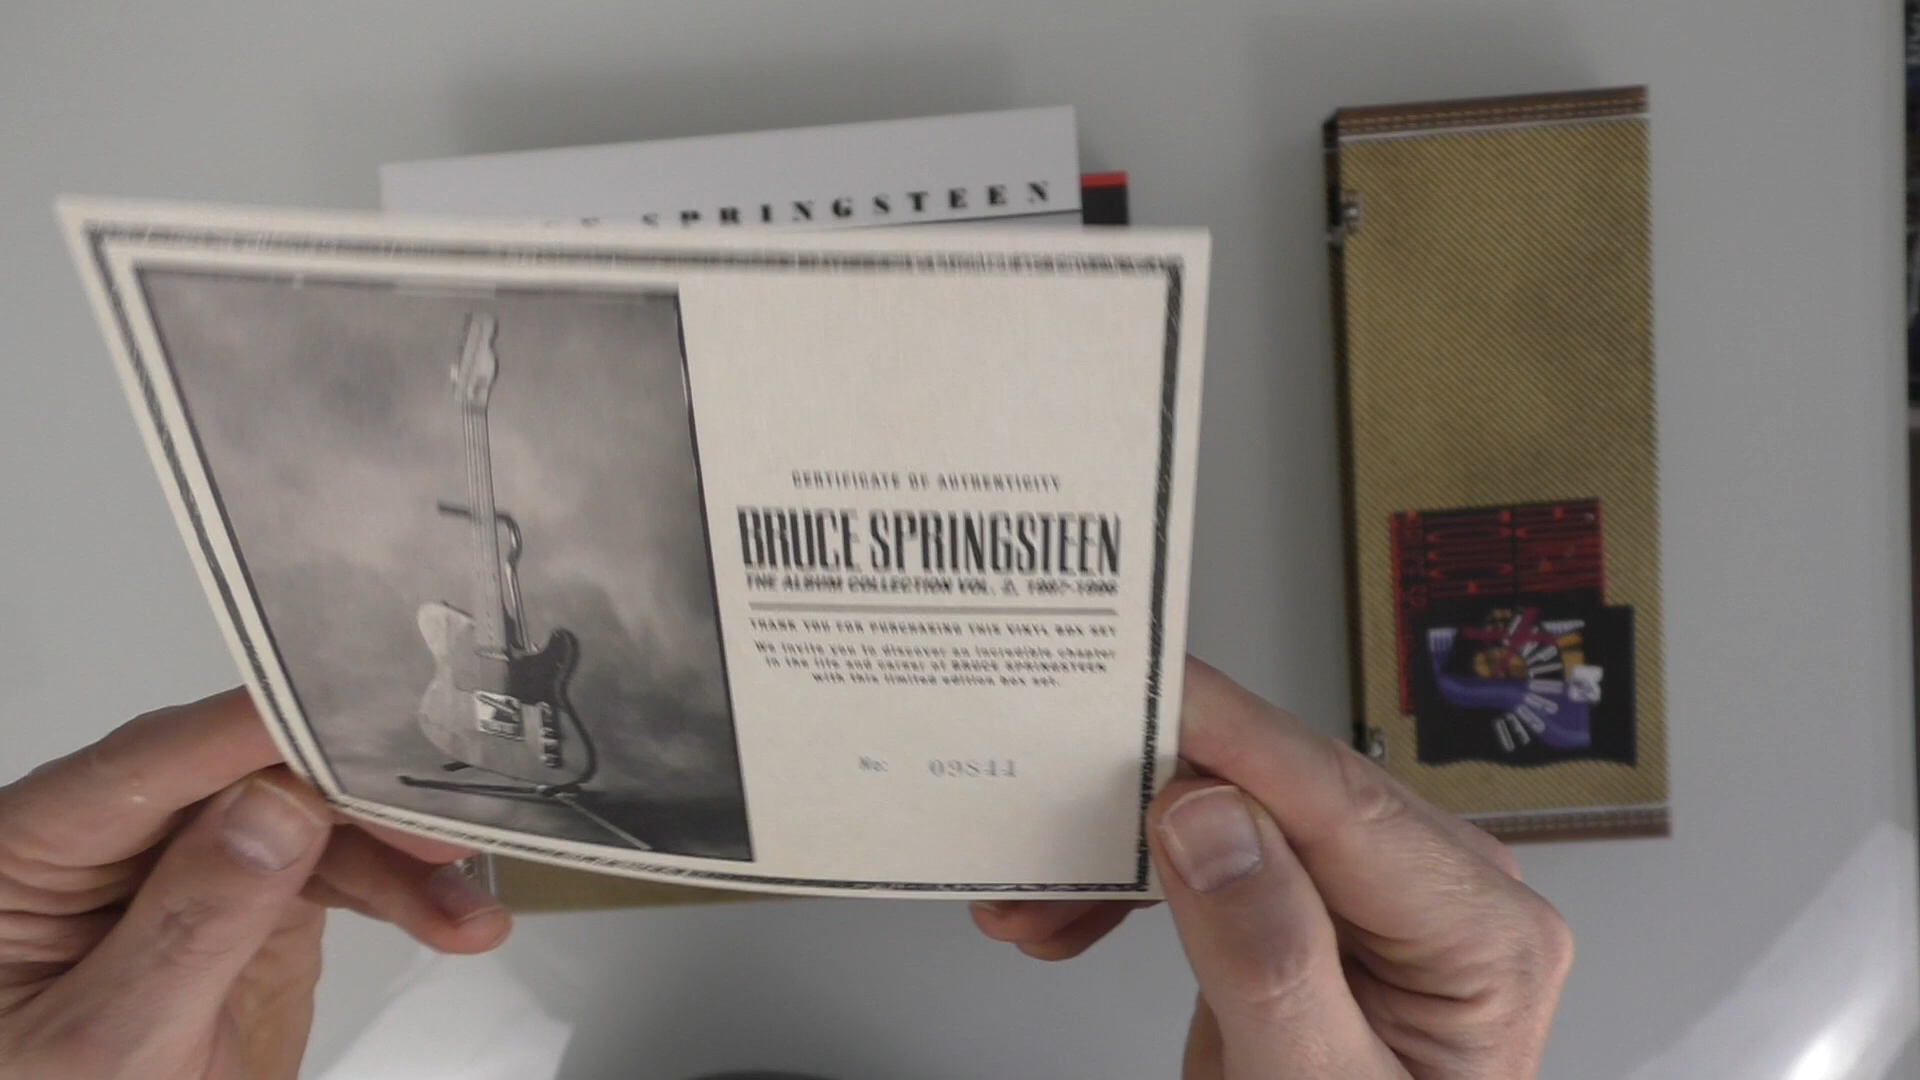 SPRINGSTEEN
CERTIFICATE OF AUTHENTICITY
BRUCE SPRINGSTEEN
THE ALBUM COLLECTION VOL. 2, 1987-1996
THANK YOU FOR PURCHASING THIS VINYL BOX SET
We invite you to discover an incredible chapter
in the life and career of BRUCE SPRINGSTEEN
with this limited edition box set.
No: 09844
PLUGGED